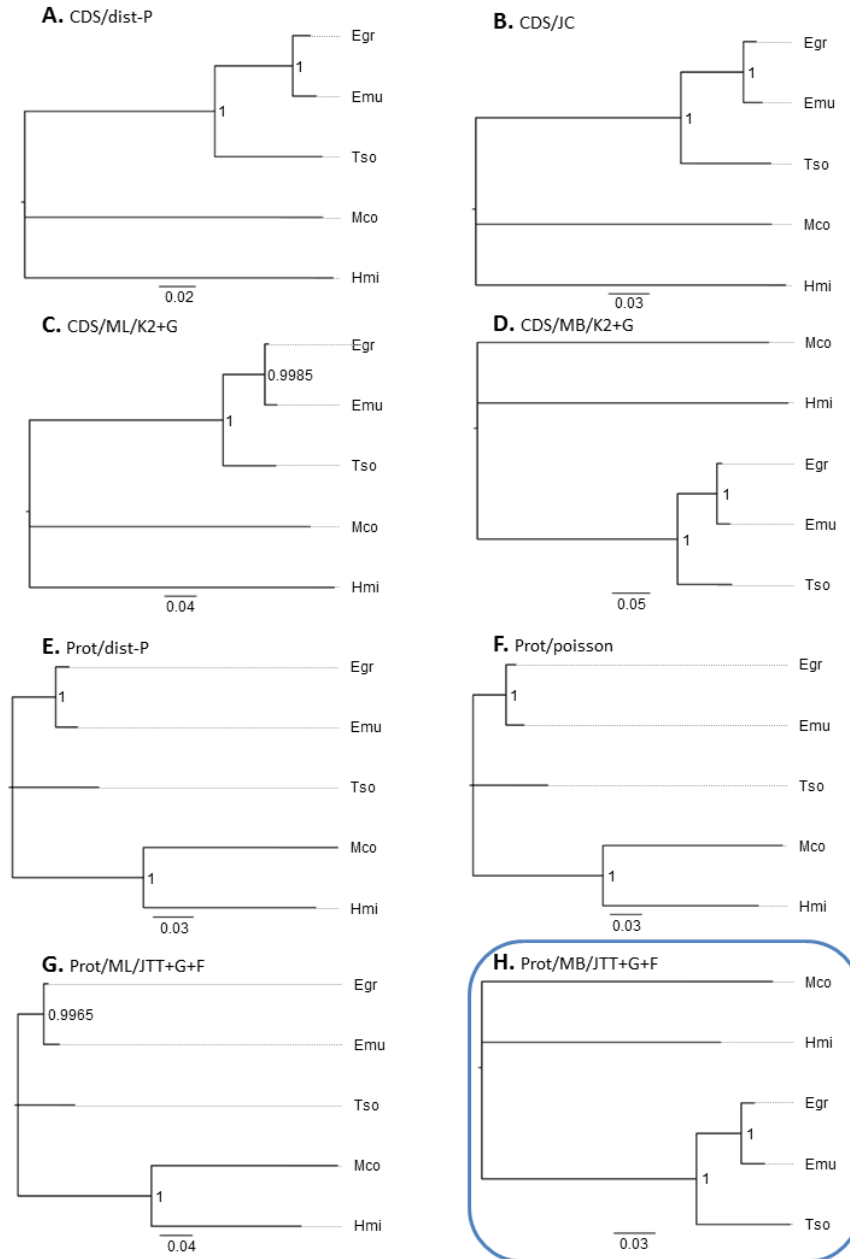 A. CDS/dist-P
Egr
1
Emu
1
Tso
Mco
Hmi
0.02
B. CDS/JC
Egr
1
Emu
1
Tso
Mco
Hmi
0.03
C. CDS/ML/K2+G
Egr
0.9985
Emu
1
Tso
Mco
Hmi
0.04
D. CDS/MB/K2+G
Mco
Hmi
Egr
1
Emu
1
Tso
0.05
E. Prot/dist-P
Egr
1
Emu
Tso
Mco
1
Hmi
0.03
F. Prot/poisson
Egr
1
Emu
Tso
Mco
1
Hmi
0.03
G. Prot/ML/JTT+G+F
Egr
0.9965
Emu
Tso
Mco
1
Hmi
0.04
H. Prot/MB/JTT+G+F
Mco
Hmi
Egr
1
Emu
1
Tso
0.03